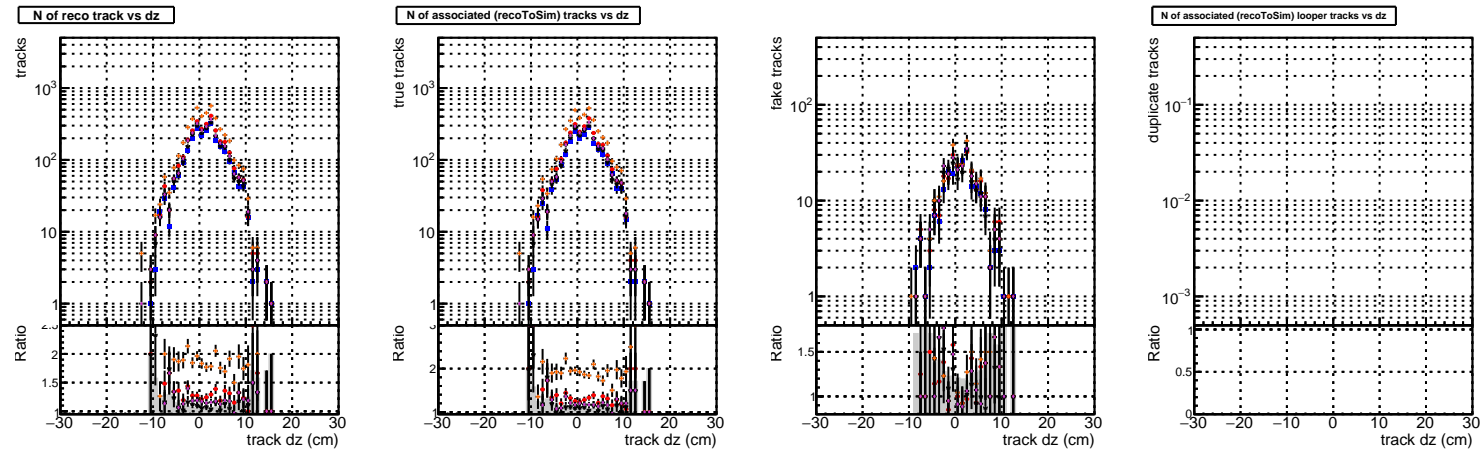 N of reco track vs dz
tracks
10³
10²
10
1
Ratio
2.5
2
1.5
1
−30 −20 −10 0 10 20 30
track dz (cm)
N of associated (recoToSim) tracks vs dz
true tracks
10³
10²
10
1
Ratio
3
2
1
−30 −20 −10 0 10 20 30
track dz (cm)
fake tracks
10²
10
1
Ratio
1.5
1
−30 −20 −10 0 10 20 30
track dz (cm)
N of associated (recoToSim) looper tracks vs dz
duplicate tracks
10⁻¹
10⁻²
10⁻³
Ratio
1
0.5
0
−30 −20 −10 0 10 20 30
track dz (cm)